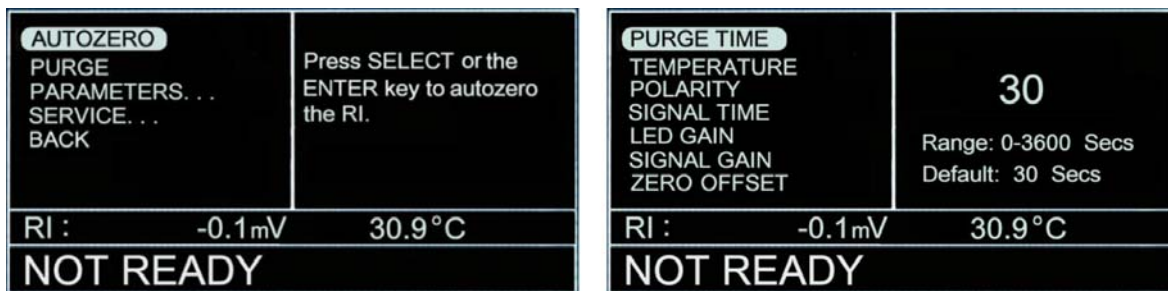 AUTOZERO
PURGE
PARAMETERS. . .
SERVICE. . .
BACK
Press SELECT or the
ENTER key to autozero
the RI.
RI : -0.1mV 30.9°C
NOT READY
PURGE TIME
TEMPERATURE
POLARITY
SIGNAL TIME
LED GAIN
SIGNAL GAIN
ZERO OFFSET
30
Range: 0-3600 Secs
Default: 30 Secs
RI : -0.1mV 30.9°C
NOT READY